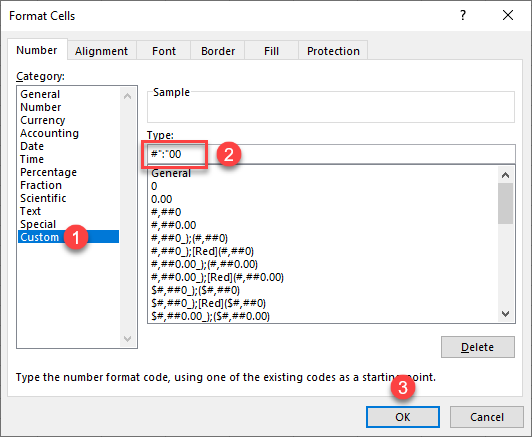 Format Cells
?
Number
Alignment
Font
Border
Fill
Protection
Category:
General
Number
Currency
Accounting
Date
Time
Percentage
Fraction
Scientific
Text
Special
Custom
1
Sample
Type:
#":"00
2
General
0
0.00
#,##0
#,##0.00
#,##0_);(#,##0)
#,##0_);[Red](#,##0)
#,##0.00_);(#,##0.00)
#,##0.00_);[Red](#,##0.00)
$#,##0_);($#,##0)
$#,##0_);[Red]($#,##0)
$#,##0.00_);($#,##0.00)
Delete
Type the number format code, using one of the existing codes as a starting point.
3
OK
Cancel